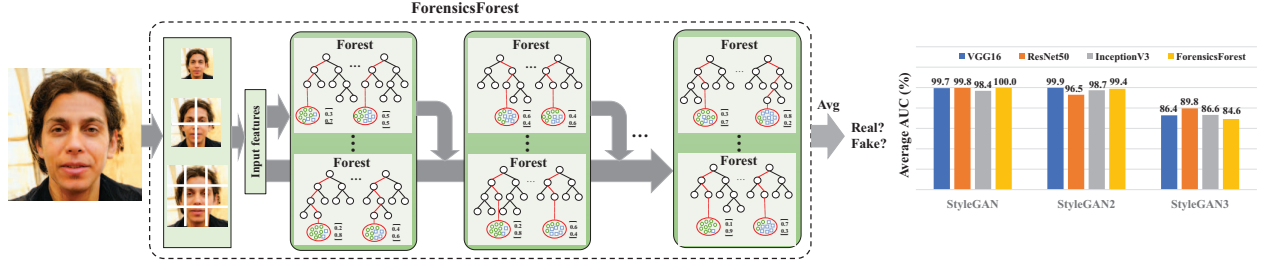 ForensicsForest
Input features
Forest
...
0.3
0.7
0.5
0.5
Forest
...
0.2
0.8
0.4
0.6
Forest
...
0.6
0.4
0.4
0.6
Forest
...
0.2
0.8
0.6
0.4
...
Forest
...
0.3
0.7
0.8
0.2
Forest
...
0.1
0.9
0.7
0.3
Avg
Real?
Fake?
VGG16 ResNet50 InceptionV3 ForensicsForest
Average AUC (%)
99.7 99.8 98.4 100.0
99.9 96.5 98.7 99.4
86.4 89.8 86.6 84.6
StyleGAN StyleGAN2 StyleGAN3